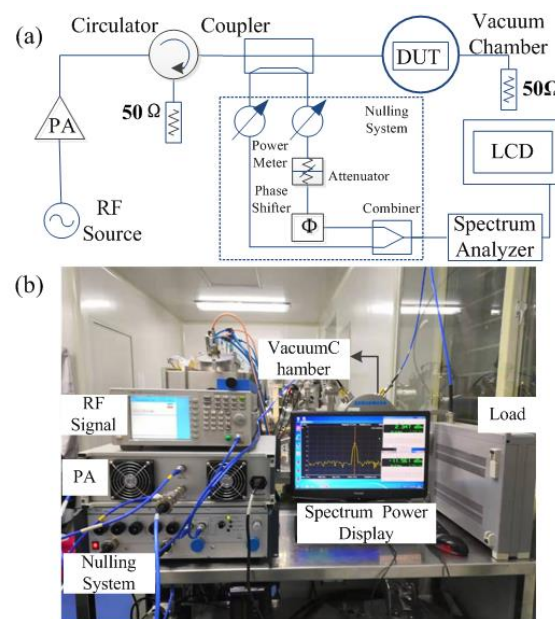 (a)
Circulator
Coupler
Vacuum
Chamber
DUT
50 Ω
50Ω
PA
Nulling
System
Power
Meter
Attenuator
Phase
Shifter
Φ
Combiner
LCD
RF
Source
Spectrum
Analyzer
(b)
VacuumC
hamber
RF
Signal
Load
PA
Spectrum Power
Display
Nulling
System